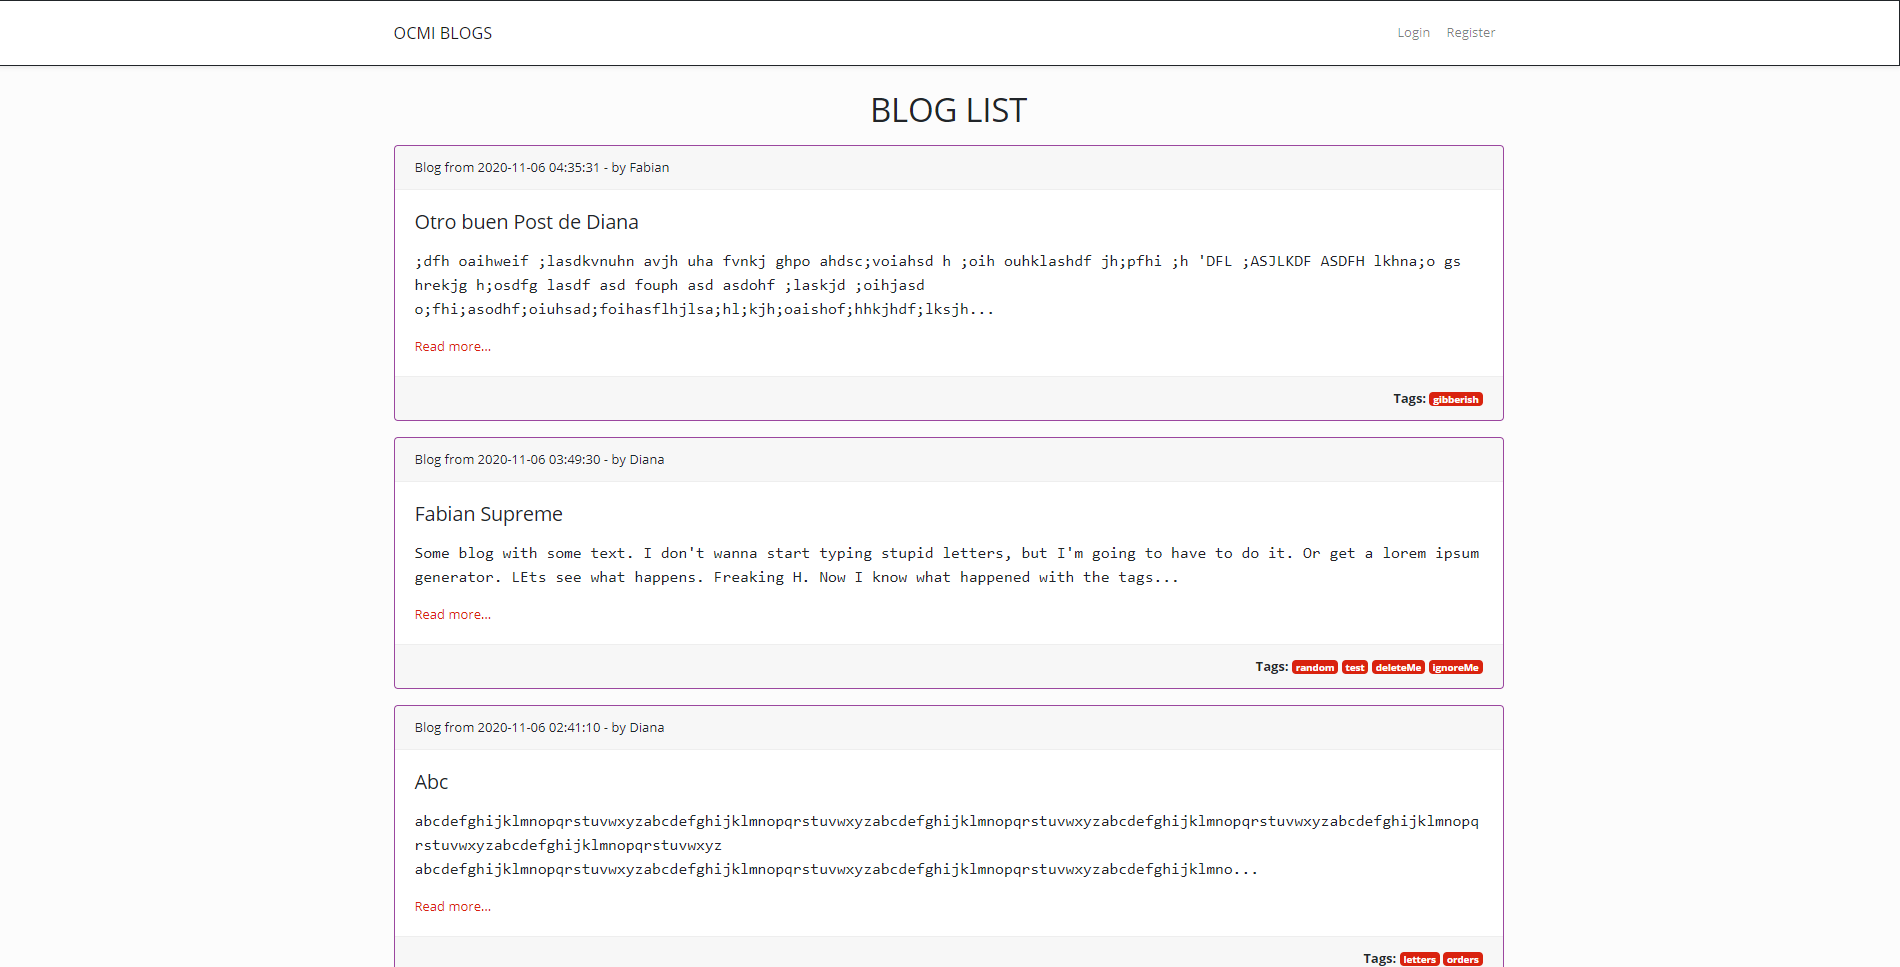 OCMI BLOGS
Login Register
BLOG LIST
Blog from 2020-11-06 04:35:31 - by Fabian
Otro buen Post de Diana
;dfh oaihweif ;lasdkvnuhn avjh uha fvnkj ghpo ahdsc;voiahsd h ;oih ouhklashdf jh;pfhi ;h 'DFL ;ASJLKDF ASDFH lkhna;o gs
hrekjg h;osdfg lasdf asd fouph asd asdohf ;laskjd ;oihjasd
o;fhi;asodhf;oiuhsad;foihasflhjlsa;hl;kjh;oaishof;hhkjhdf;lksjh...
Read more...
Tags: gibberish
Blog from 2020-11-06 03:49:30 - by Diana
Fabian Supreme
Some blog with some text. I don't wanna start typing stupid letters, but I'm going to have to do it. Or get a lorem ipsum
generator. LEts see what happens. Freaking H. Now I know what happened with the tags...
Read more...
Tags: random test deleteMe ignoreMe
Blog from 2020-11-06 02:41:10 - by Diana
Abc
abcdefghijklmnopqrstuvwxyzabcdefghijklmnopqrstuvwxyzabcdefghijklmnopqrstuvwxyzabcdefghijklmnopqrstuvwxyzabcdefghijklmnopq
rstuvwxyzabcdefghijklmnopqrstuvwxyz
abcdefghijklmnopqrstuvwxyzabcdefghijklmnopqrstuvwxyzabcdefghijklmnopqrstuvwxyzabcdefghijklmno...
Read more...
Tags: letters orders